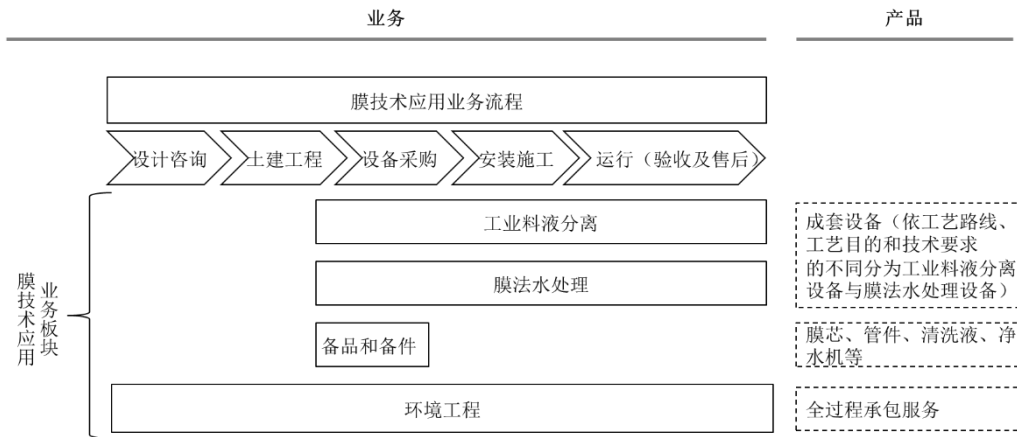 业务
产品
膜技术应用业务流程
设计咨询
土建工程
设备采购
安装施工
运行（验收及售后）
膜技术应用
业务板块
工业料液分离
成套设备（依工艺路线、
工艺目的和技术要求
的不同分为工业料液分离
设备与膜法水处理设备）
膜法水处理
备品和备件
膜芯、管件、清洗液、净
水机等
环境工程
全过程承包服务